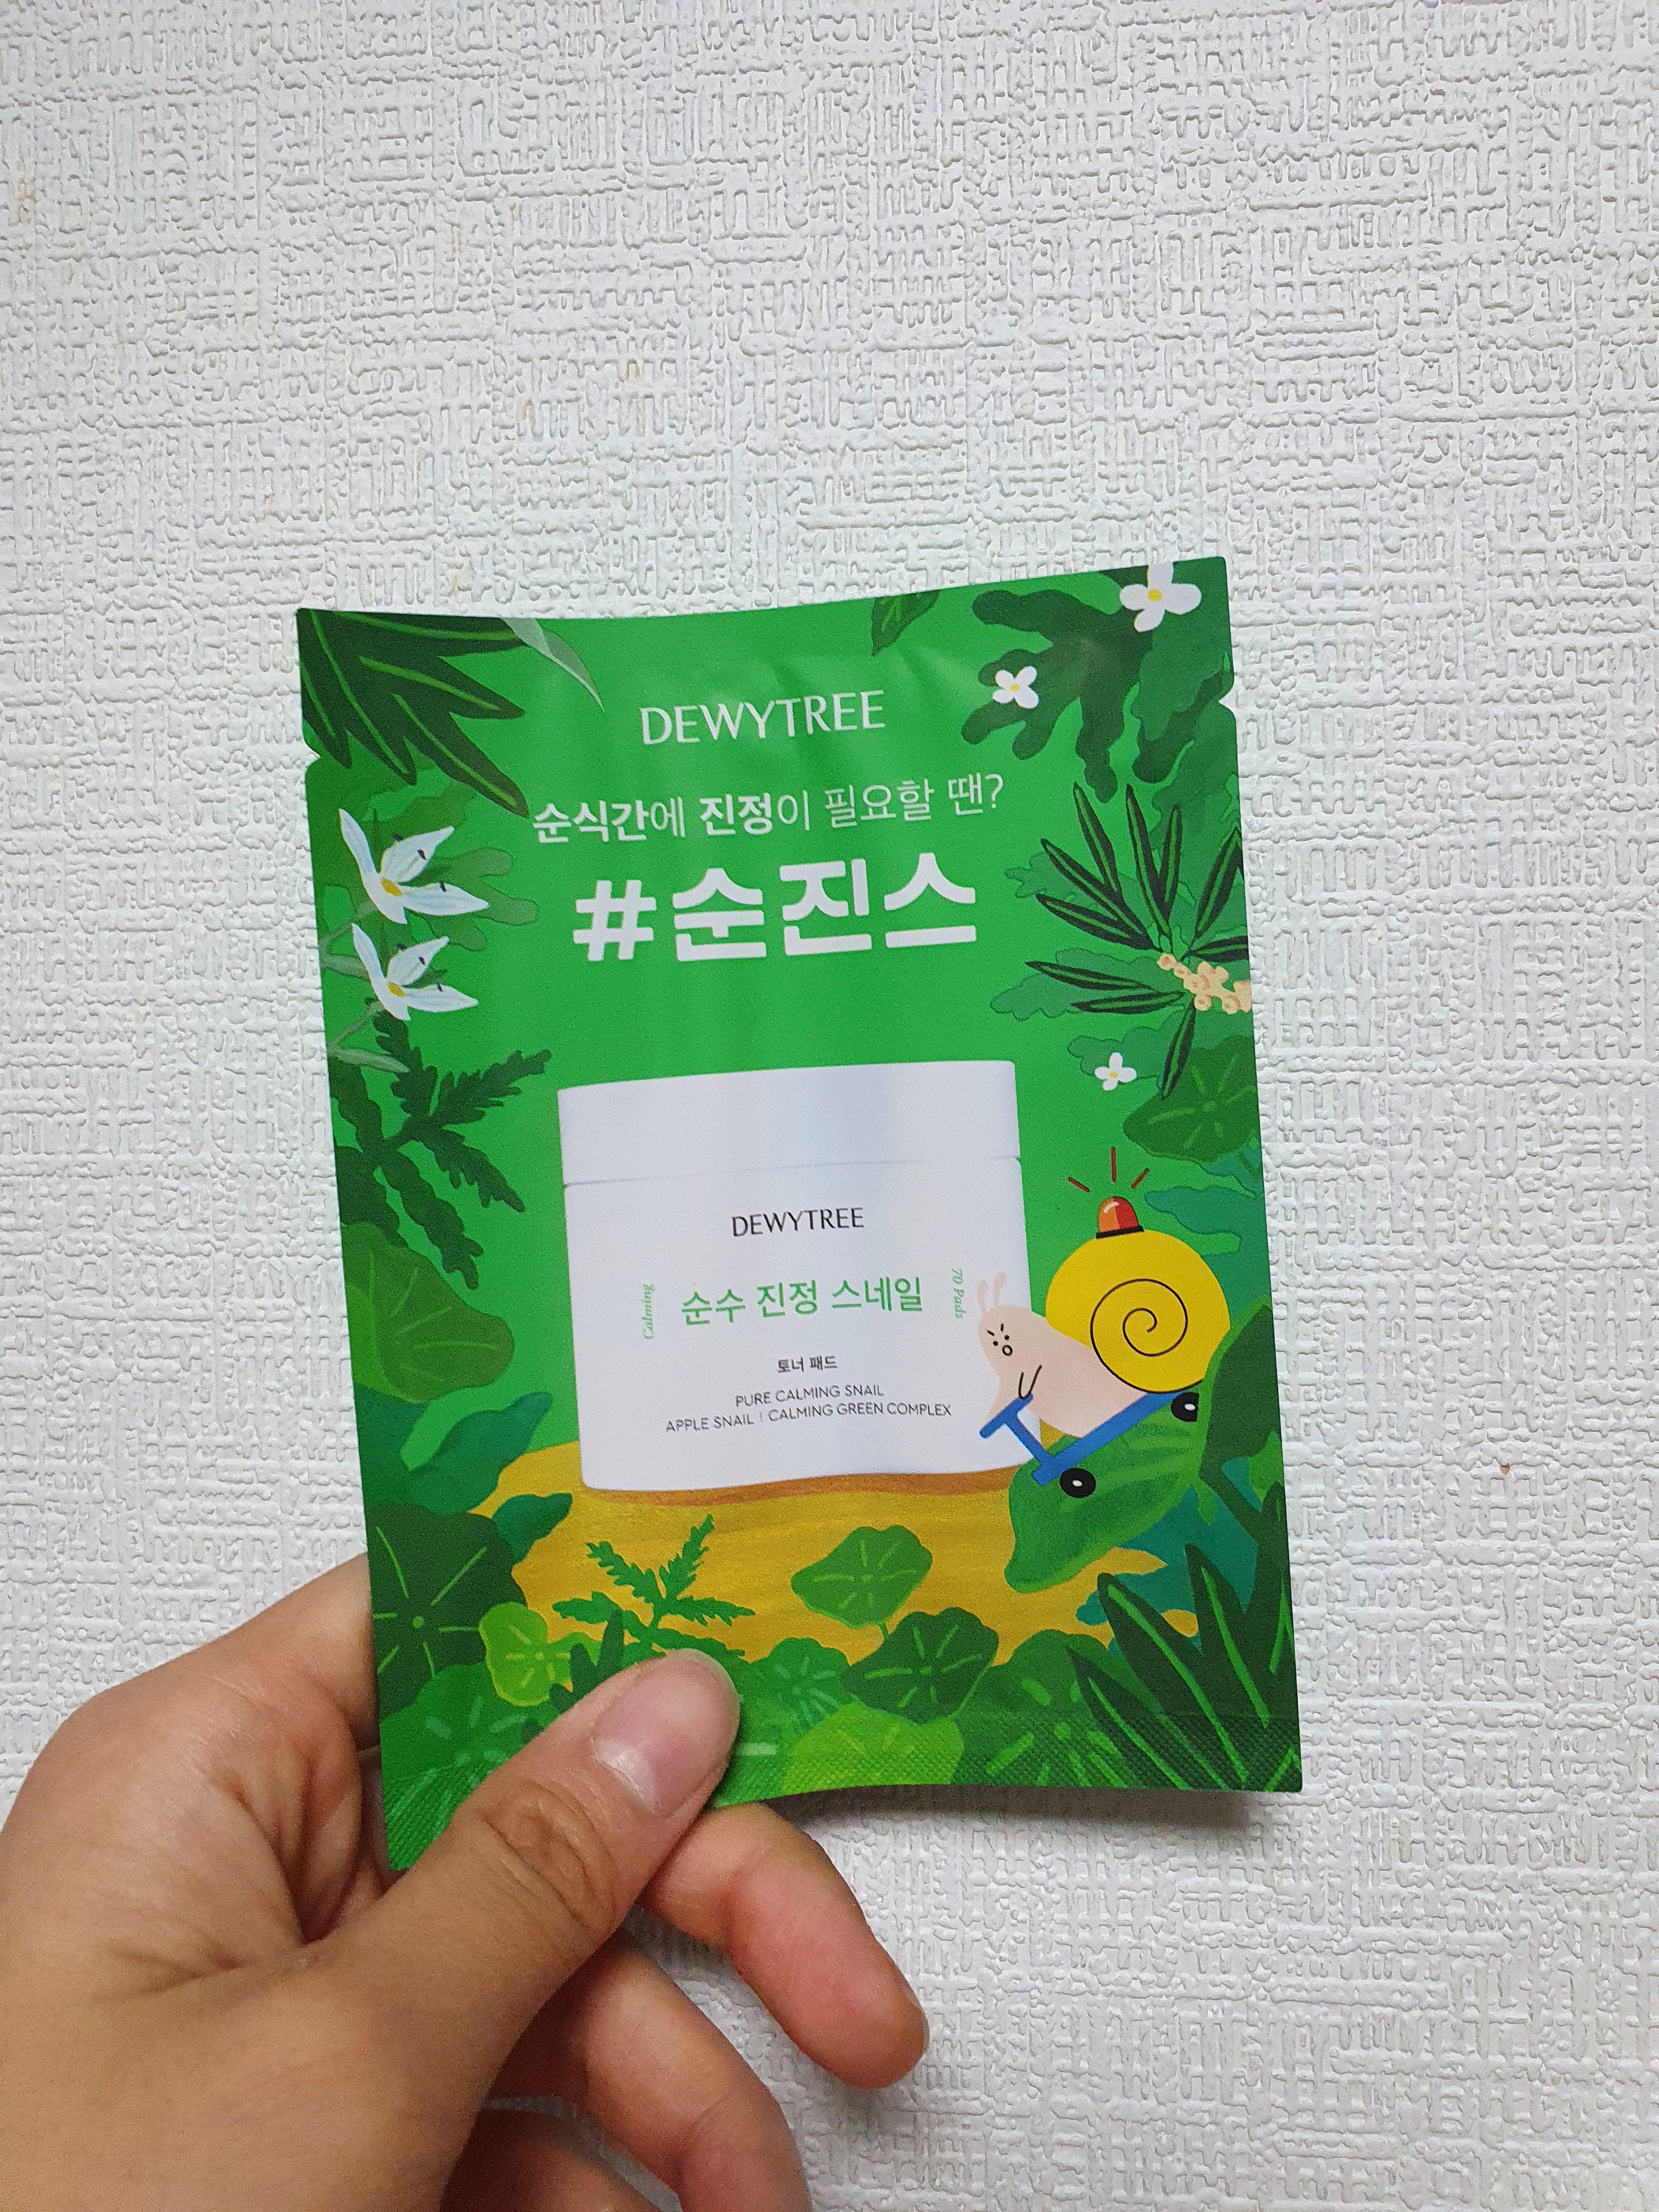 DEWYTREE
순식간에 진정이 필요할 땐?
#순진스
DEWYTREE
Calming
순수 진정 스네일
70 Pads
토너 패드
PURE CALMING SNAIL
APPLE SNAIL | CALMING GREEN COMPLEX